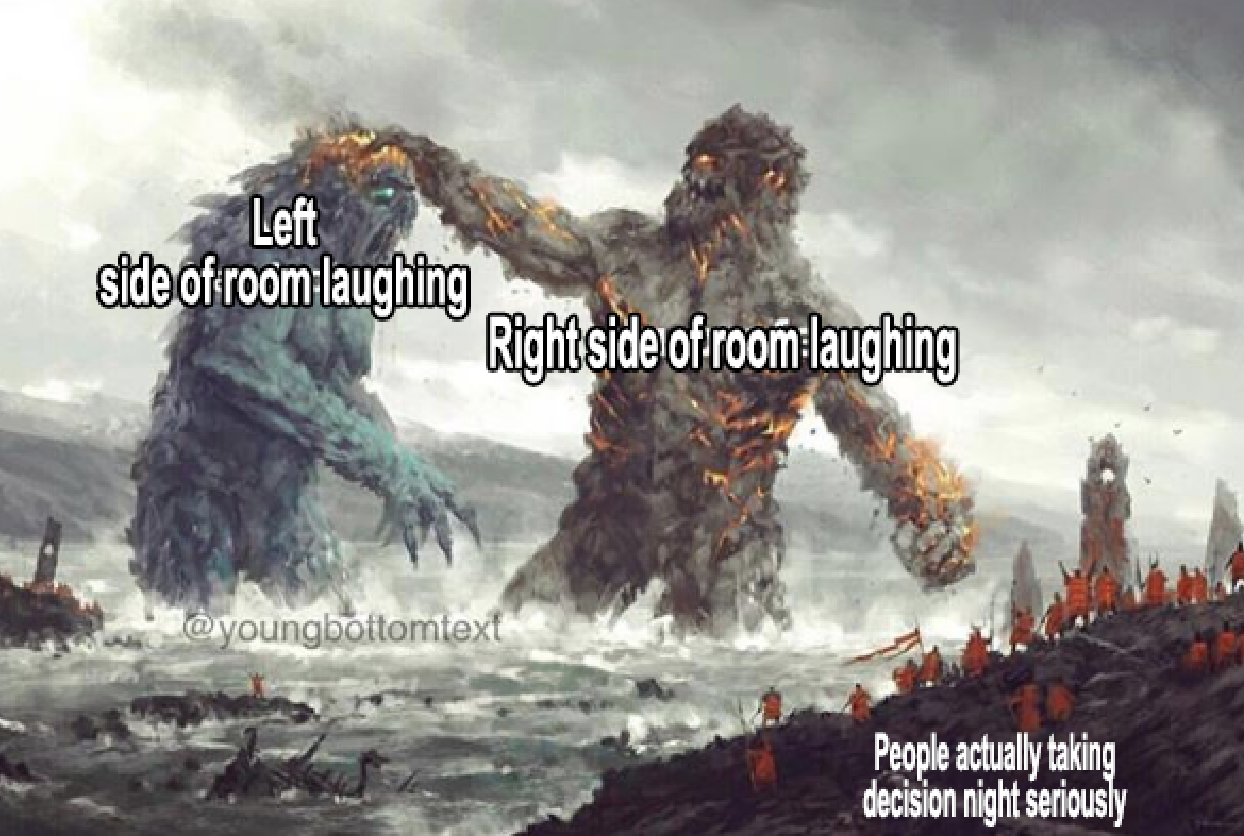 Left
side of room laughing
Right side of room laughing
@youngbottomtext
People actually taking
decision night seriously